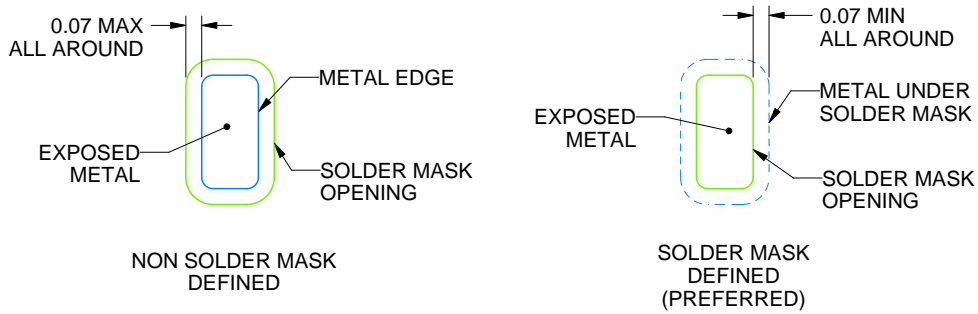 0.07 MAX
ALL AROUND
METAL EDGE
EXPOSED
METAL
SOLDER MASK
OPENING
NON SOLDER MASK
DEFINED
0.07 MIN
ALL AROUND
METAL UNDER
SOLDER MASK
EXPOSED
METAL
SOLDER MASK
OPENING
SOLDER MASK
DEFINED
(PREFERRED)